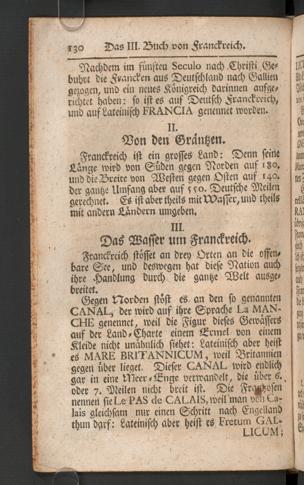 130 Das III. Buch von Franckreich.
Nachdem im fünften Seculo nach Christi Ge-
buhrt die Francken aus Deutschland nach Gallien
gezogen, und ein neues Königreich darinnen aufge-
richtet haben: so ist es auf Deutsch Franckreich,
und auf Lateinisch FRANCIA genennet worden.
II.
Von den Gräntzen.
Franckreich ist ein grosses Land: Denn seine
Länge wird von Süden gegen Norden auf 180.
und die Breite von Westen gegen Osten auf 140.
der gantze Umfang aber auf 550. Deutsche Meilen
gerechnet. Es ist aber theils mit Wasser, und theils
mit andern Ländern umgeben.
III.
Das Wasser um Franckreich.
Franckreich stösset an drey Orten an die offen-
bare See, und deswegen hat diese Nation auch
ihre Handlung durch die gantze Welt ausge-
breitet.
Gegen Norden stöst es an den so genannten
CANAL, der wird auf ihre Sprache La MAN-
CHE genennet, weil die Figur dieses Gewässers
auf der Land-Charte einem Ermel von einem
Kleide nicht unähnlich siehet: Lateinisch aber heist
es MARE BRITANNICUM, weil Britannien
gegen über lieget. Dieser CANAL wird endlich
gar in eine Meer-Enge verwandelt, die über 6.
oder 7. Meilen nicht breit ist. Die Frantzosen
nennen sie Le PAS de CALAIS, weil man von Ca-
lais gleichsam nur einen Schritt nach Engelland
thun darf: Lateinisch aber heist es Fretum GAL-
LICUM;